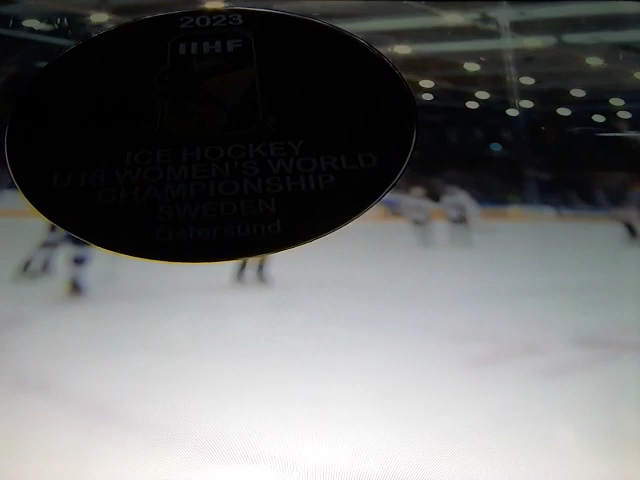 2023
IIHF
ICE HOCKEY
U18 WOMEN'S WORLD
CHAMPIONSHIP
SWEDEN
Östersund